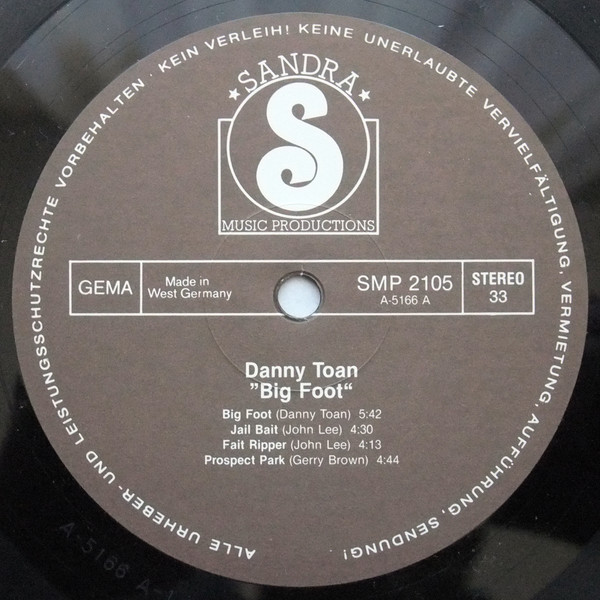 ALLE URHEBER- UND LEISTUNGSSCHUTZRECHTE VORBEHALTEN · KEIN VERLEIH! KEINE UNERLAUBTE VERVIELFÄLTIGUNG, VERMIETUNG, AUFFÜHRUNG, SENDUNG!
★SANDRA★
S
MUSIC PRODUCTIONS
GEMA
Made in
West Germany
SMP 2105
A-5166 A
STEREO
33
Danny Toan
”Big Foot“
Big Foot (Danny Toan) 5:42
Jail Bait (John Lee) 4:30
Fait Ripper (John Lee) 4:13
Prospect Park (Gerry Brown) 4:44
A-5166 A-1